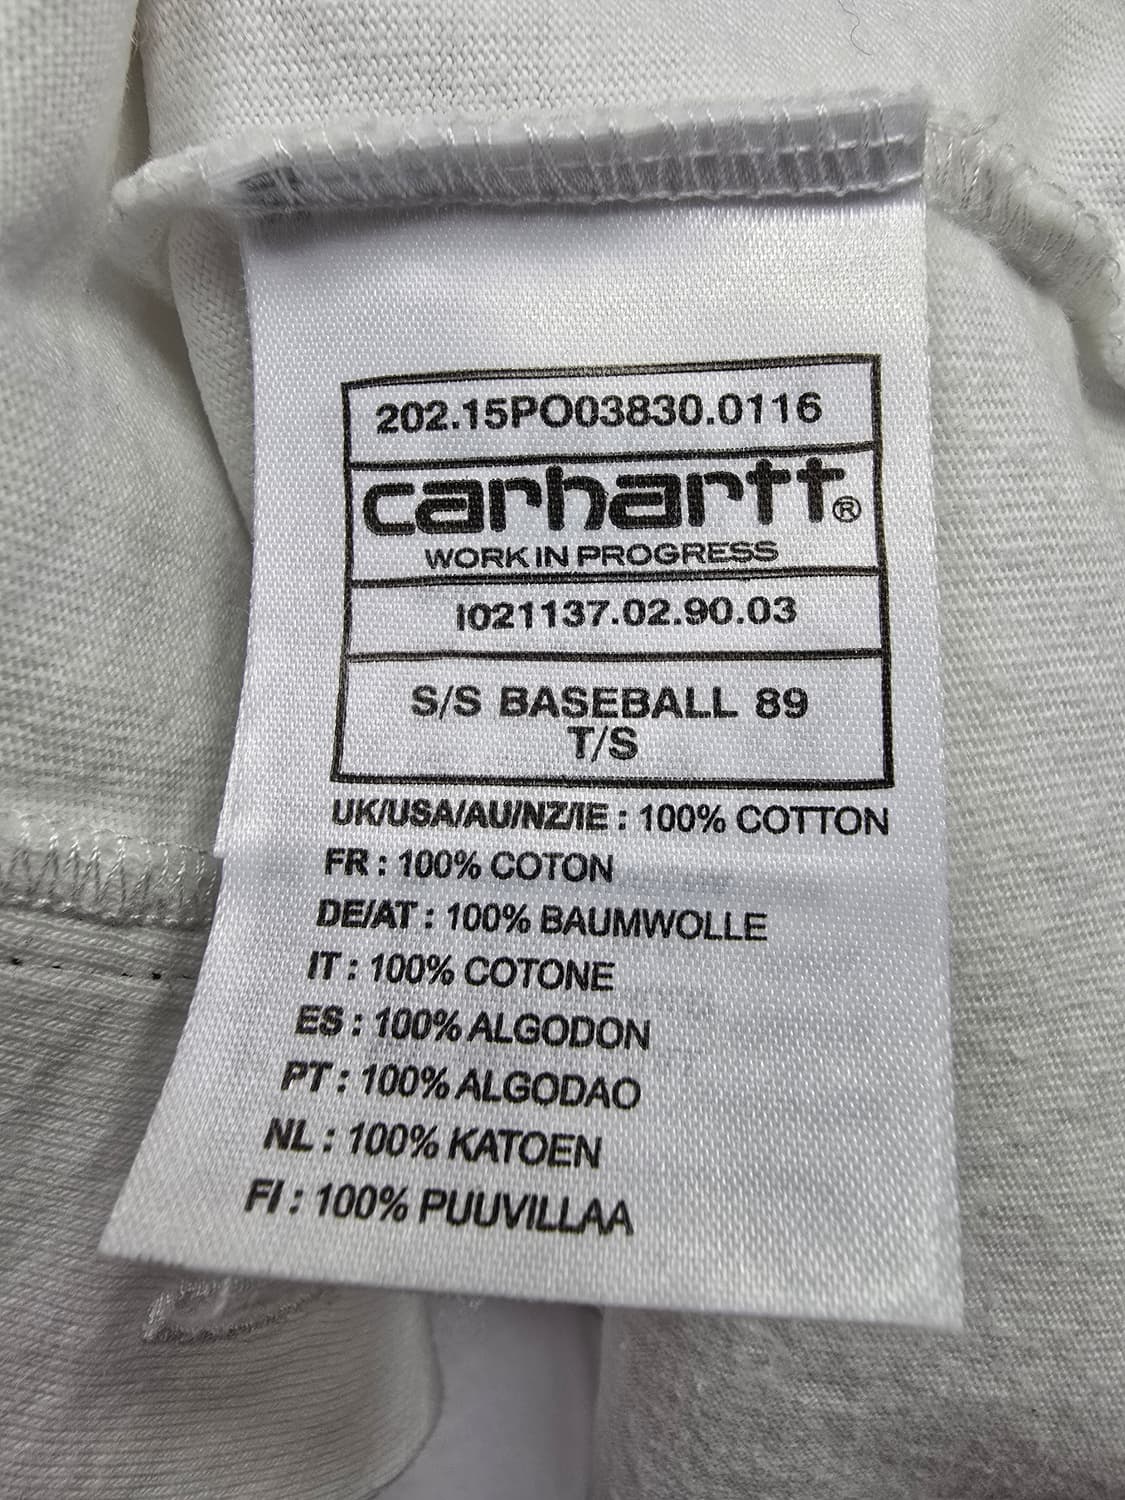 202.15PO03830.0116
carhartt®
WORK IN PROGRESS
I021137.02.90.03
S/S BASEBALL 89
T/S
UK/USA/AU/NZ/IE : 100% COTTON
FR : 100% COTON
DE/AT : 100% BAUMWOLLE
IT : 100% COTONE
ES : 100% ALGODON
PT : 100% ALGODAO
NL : 100% KATOEN
FI : 100% PUUVILLAA